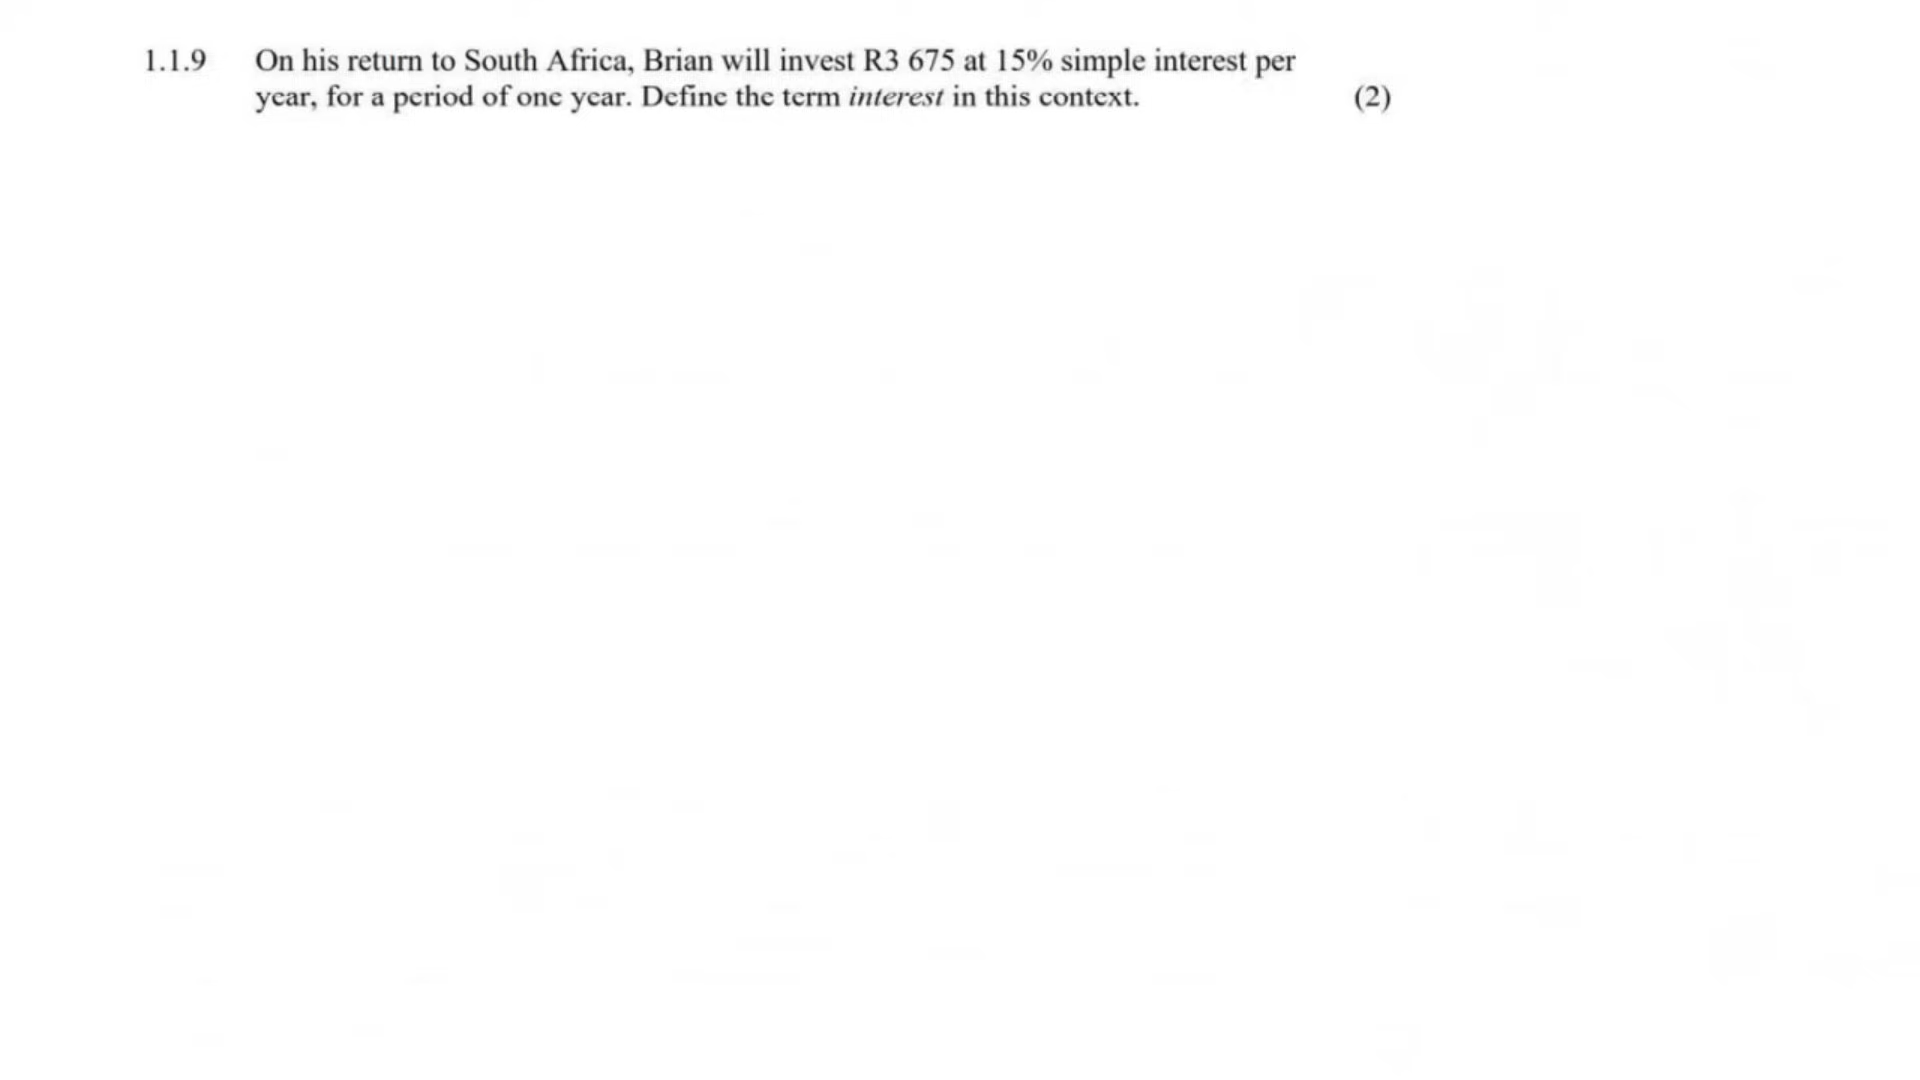 1.1.9 On his return to South Africa, Brian will invest R3 675 at 15% simple interest per
year, for a period of one year. Define the term interest in this context. (2)